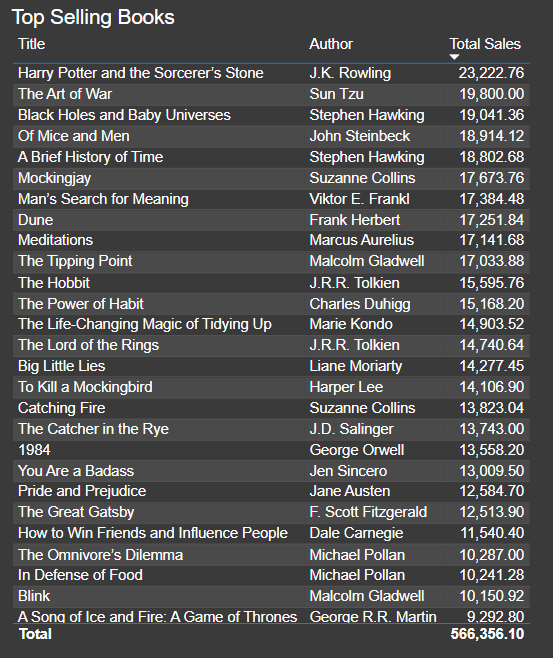 Top Selling Books
Title Author Total Sales
Harry Potter and the Sorcerer's Stone J.K. Rowling 23,222.76
The Art of War Sun Tzu 19,800.00
Black Holes and Baby Universes Stephen Hawking 19,041.36
Of Mice and Men John Steinbeck 18,914.12
A Brief History of Time Stephen Hawking 18,802.68
Mockingjay Suzanne Collins 17,673.76
Man's Search for Meaning Viktor E. Frankl 17,384.48
Dune Frank Herbert 17,251.84
Meditations Marcus Aurelius 17,141.68
The Tipping Point Malcolm Gladwell 17,033.88
The Hobbit J.R.R. Tolkien 15,595.76
The Power of Habit Charles Duhigg 15,168.20
The Life-Changing Magic of Tidying Up Marie Kondo 14,903.52
The Lord of the Rings J.R.R. Tolkien 14,740.64
Big Little Lies Liane Moriarty 14,277.45
To Kill a Mockingbird Harper Lee 14,106.90
Catching Fire Suzanne Collins 13,823.04
The Catcher in the Rye J.D. Salinger 13,743.00
1984 George Orwell 13,558.20
You Are a Badass Jen Sincero 13,009.50
Pride and Prejudice Jane Austen 12,584.70
The Great Gatsby F. Scott Fitzgerald 12,513.90
How to Win Friends and Influence People Dale Carnegie 11,540.40
The Omnivore's Dilemma Michael Pollan 10,287.00
In Defense of Food Michael Pollan 10,241.28
Blink Malcolm Gladwell 10,150.92
A Song of Ice and Fire: A Game of Thrones George R.R. Martin 9,292.80
Total 566,356.10